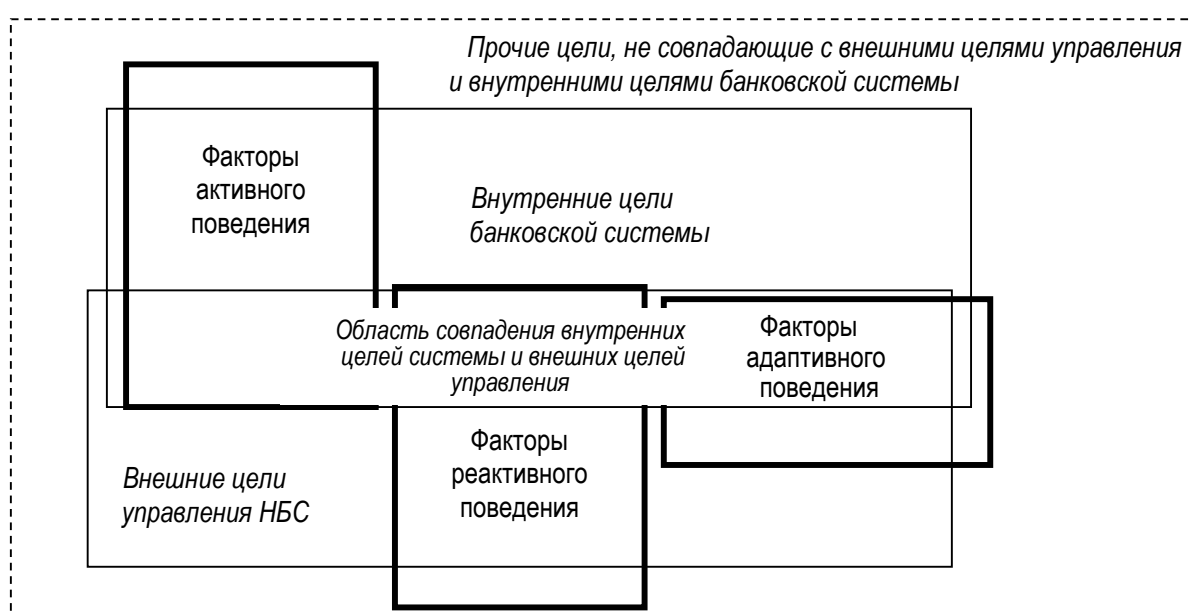 Прочие цели, не совпадающие с внешними целями управления
и внутренними целями банковской системы
Факторы
активного
поведения
Внутренние цели
банковской системы
Область совпадения внутренних
целей системы и внешних целей
управления
Факторы
адаптивного
поведения
Факторы
реактивного
поведения
Внешние цели
управления НБС